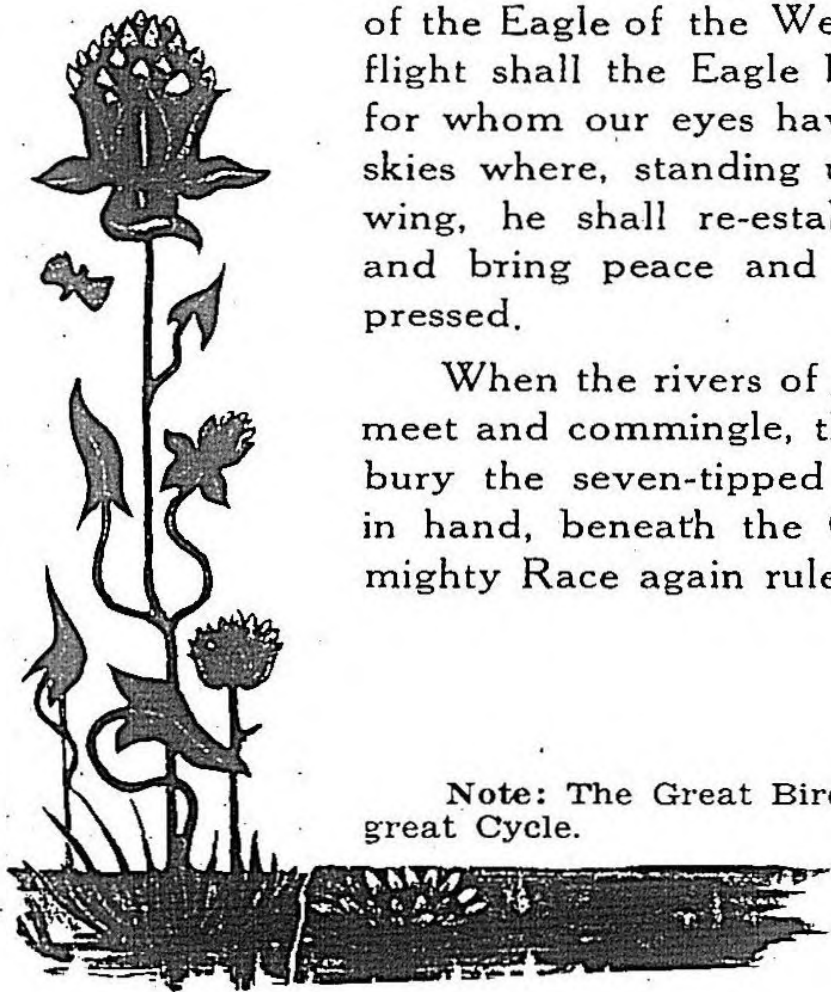 of the Eagle of the We
flight shall the Eagle
for whom our eyes hav
skies where, standing
wing, he shall re-estal
and bring peace and
pressed.
When the rivers of
meet and commingle, t
bury the seven-tipped
in hand, beneath the
mighty Race again rule
Note: The Great Bir
great Cycle.